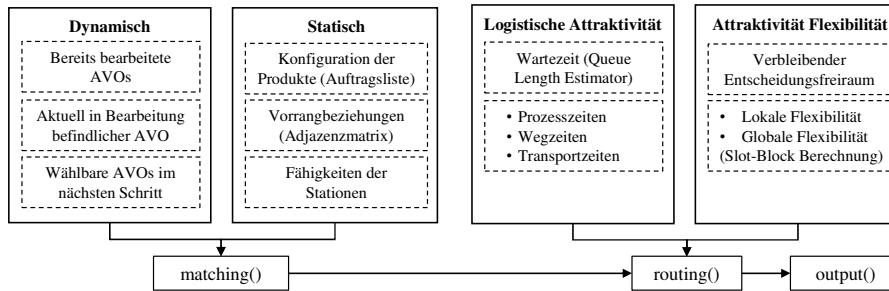 Dynamisch
Bereits bearbeitete
AVOs
Aktuell in Bearbeitung
befindlicher AVO
Wählbare AVOs im
nächsten Schritt
Statisch
Konfiguration der
Produkte (Auftragsliste)
Vorrangbeziehungen
(Adjazenzmatrix)
Fähigkeiten der
Stationen
Logistische Attraktivität
Wartezeit (Queue
Length Estimator)
• Prozesszeiten
• Wegzeiten
• Transportzeiten
Attraktivität Flexibilität
Verbleibender
Entscheidungsfreiraum
• Lokale Flexibilität
• Globale Flexibilität
(Slot-Block Berechnung)
matching()
routing()
output()